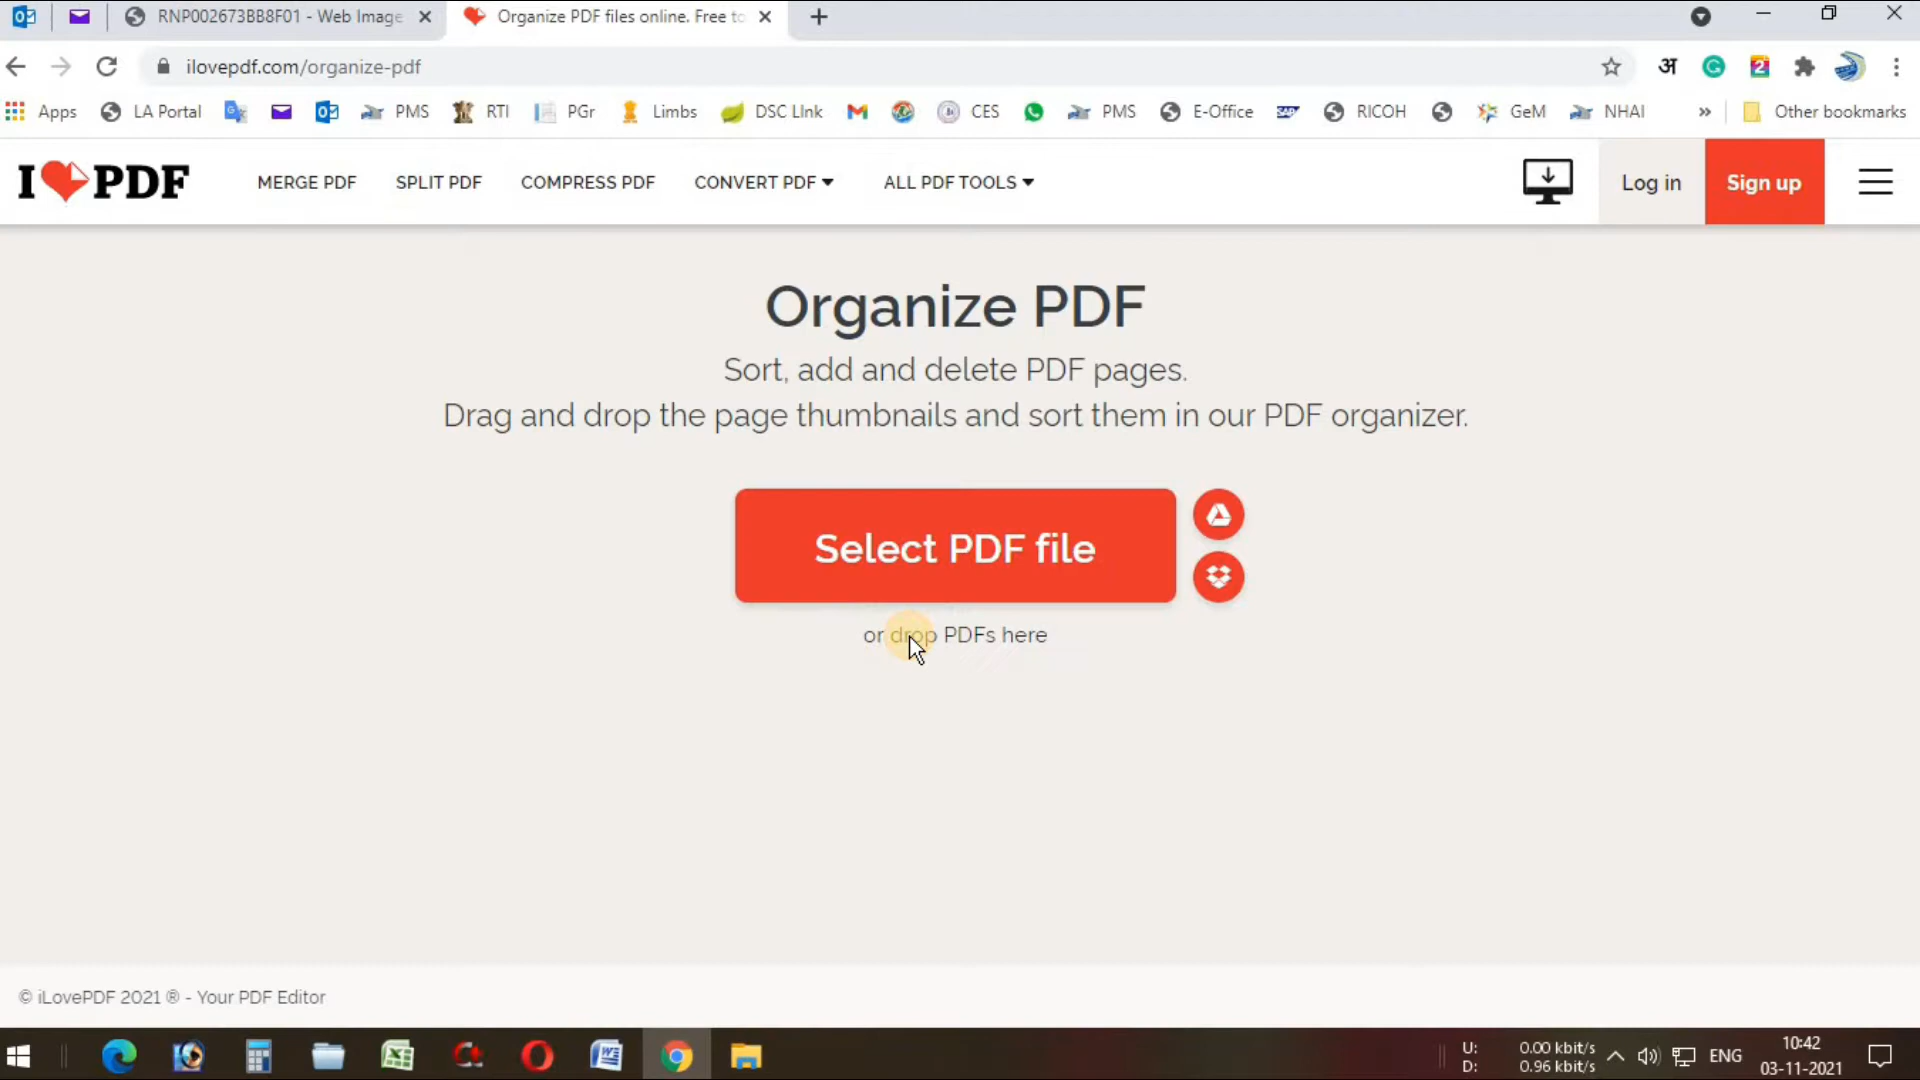 RNP002673BB8F01 - Web Image
Organize PDF files online. Free to
ilovepdf.com/organize-pdf
अ
2
Apps
LA Portal
PMS
RTI
PGr
Limbs
DSC LInk
CES
PMS
E-Office
SAP
RICOH
GeM
NHAI
»
Other bookmarks
I PDF
MERGE PDF
SPLIT PDF
COMPRESS PDF
CONVERT PDF
ALL PDF TOOLS
Log in
Sign up
Organize PDF
Sort, add and delete PDF pages.
Drag and drop the page thumbnails and sort them in our PDF organizer.
Select PDF file
or drop PDFs here
© iLovePDF 2021 ® - Your PDF Editor
U: 0.00 kbit/s
D: 0.96 kbit/s
ENG
10:42
03-11-2021